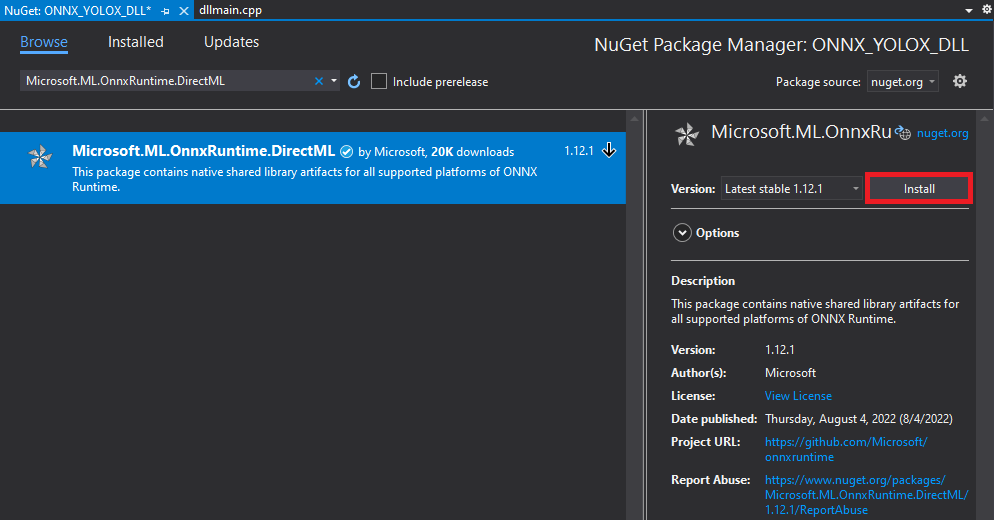 NuGet: ONNX_YOLOX_DLL* dllmain.cpp
Browse Installed Updates
NuGet Package Manager: ONNX_YOLOX_DLL
Microsoft.ML.OnnxRuntime.DirectML
Include prerelease
Package source: nuget.org
Microsoft.ML.OnnxRuntime.DirectML by Microsoft, 20K downloads 1.12.1
This package contains native shared library artifacts for all supported platforms of ONNX
Runtime.
Microsoft.ML.OnnxRu nuget.org
Version: Latest stable 1.12.1 Install
Options
Description
This package contains native shared library artifacts for
all supported platforms of ONNX Runtime.
Version: 1.12.1
Author(s): Microsoft
License: View License
Date published: Thursday, August 4, 2022 (8/4/2022)
Project URL: https://github.com/Microsoft/
onnxruntime
Report Abuse: https://www.nuget.org/packages/
Microsoft.ML.OnnxRuntime.DirectML/
1.12.1/ReportAbuse